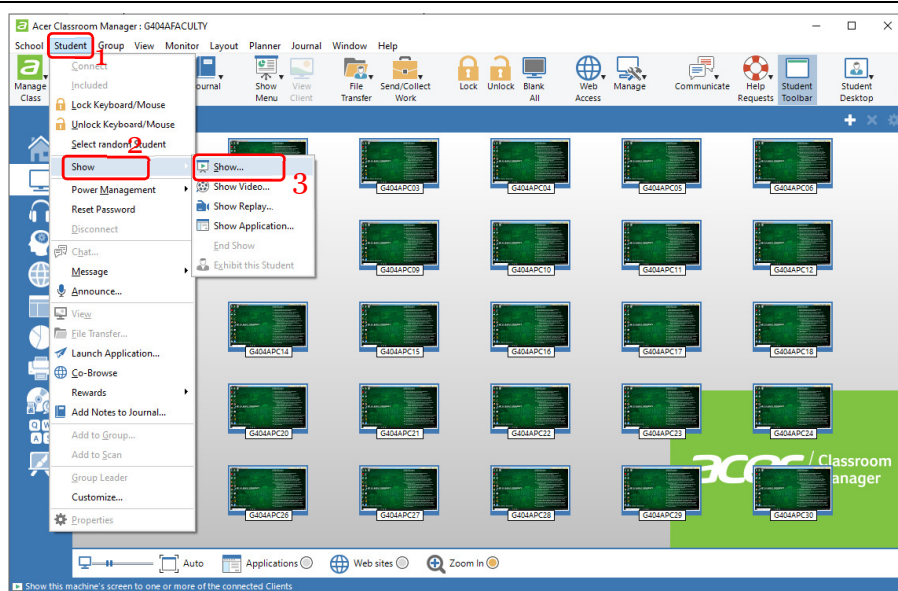 Acer Classroom Manager : G404AFACULTY
School Student Group View Monitor Layout Planner Journal Window Help
1
Manage Class
Journal
Show Menu
View Client
File Transfer
Send/Collect Work
Lock
Unlock
Blank All
Web Access
Manage
Communicate
Help Requests
Student Toolbar
Student Desktop
Connect
Included
Lock Keyboard/Mouse
Unlock Keyboard/Mouse
Select random Student
2
Show
Power Management
Reset Password
Disconnect
Chat...
Message
Announce...
View
File Transfer...
Launch Application...
Co-Browse
Rewards
Add Notes to Journal...
Add to Group...
Add to Scan
Group Leader
Customize...
Properties
Show...
3
Show Video...
Show Replay...
Show Application...
End Show
Exhibit this Student
G404APC03 G404APC04 G404APC05 G404APC06
G404APC09 G404APC10 G404APC11 G404APC12
G404APC14 G404APC15 G404APC16 G404APC17 G404APC18
G404APC20 G404APC21 G404APC22 G404APC23 G404APC24
G404APC26 G404APC27 G404APC28 G404APC29 G404APC30
acer Classroom Manager
Auto Applications Web sites Zoom In
Show this machine's screen to one or more of the connected Clients